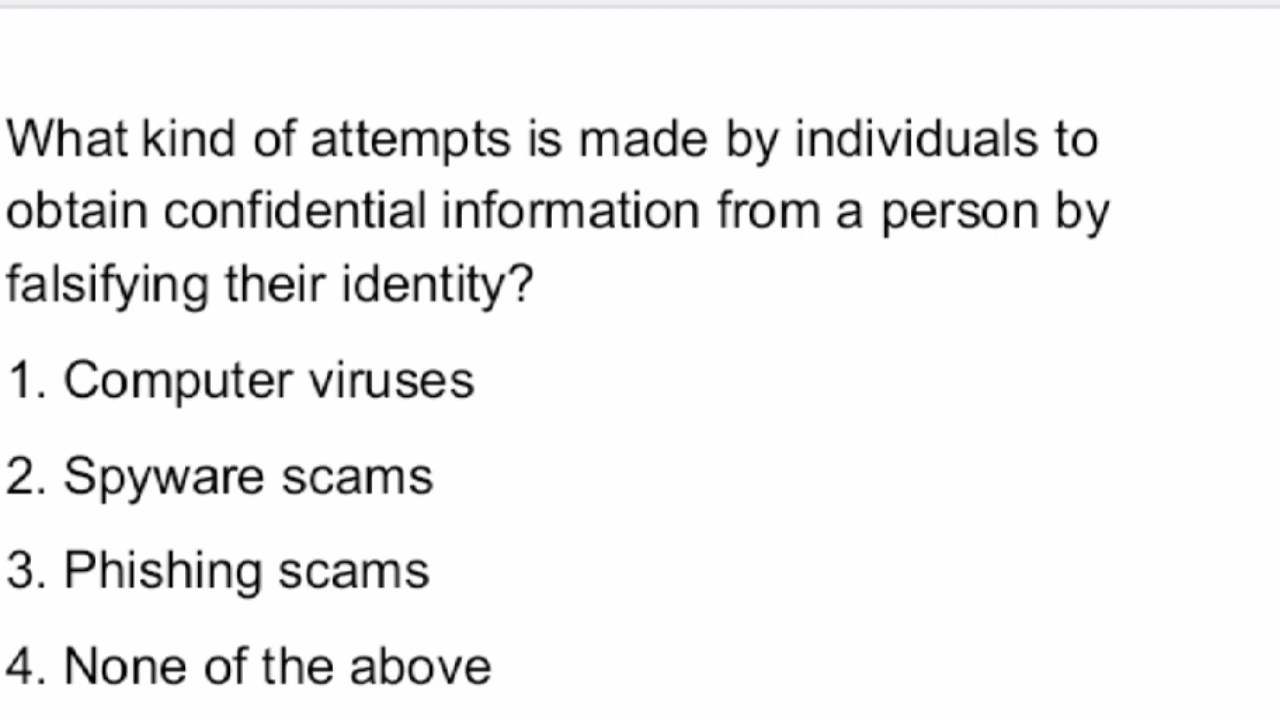 What kind of attempts is made by individuals to
obtain confidential information from a person by
falsifying their identity?
1. Computer viruses
2. Spyware scams
3. Phishing scams
4. None of the above